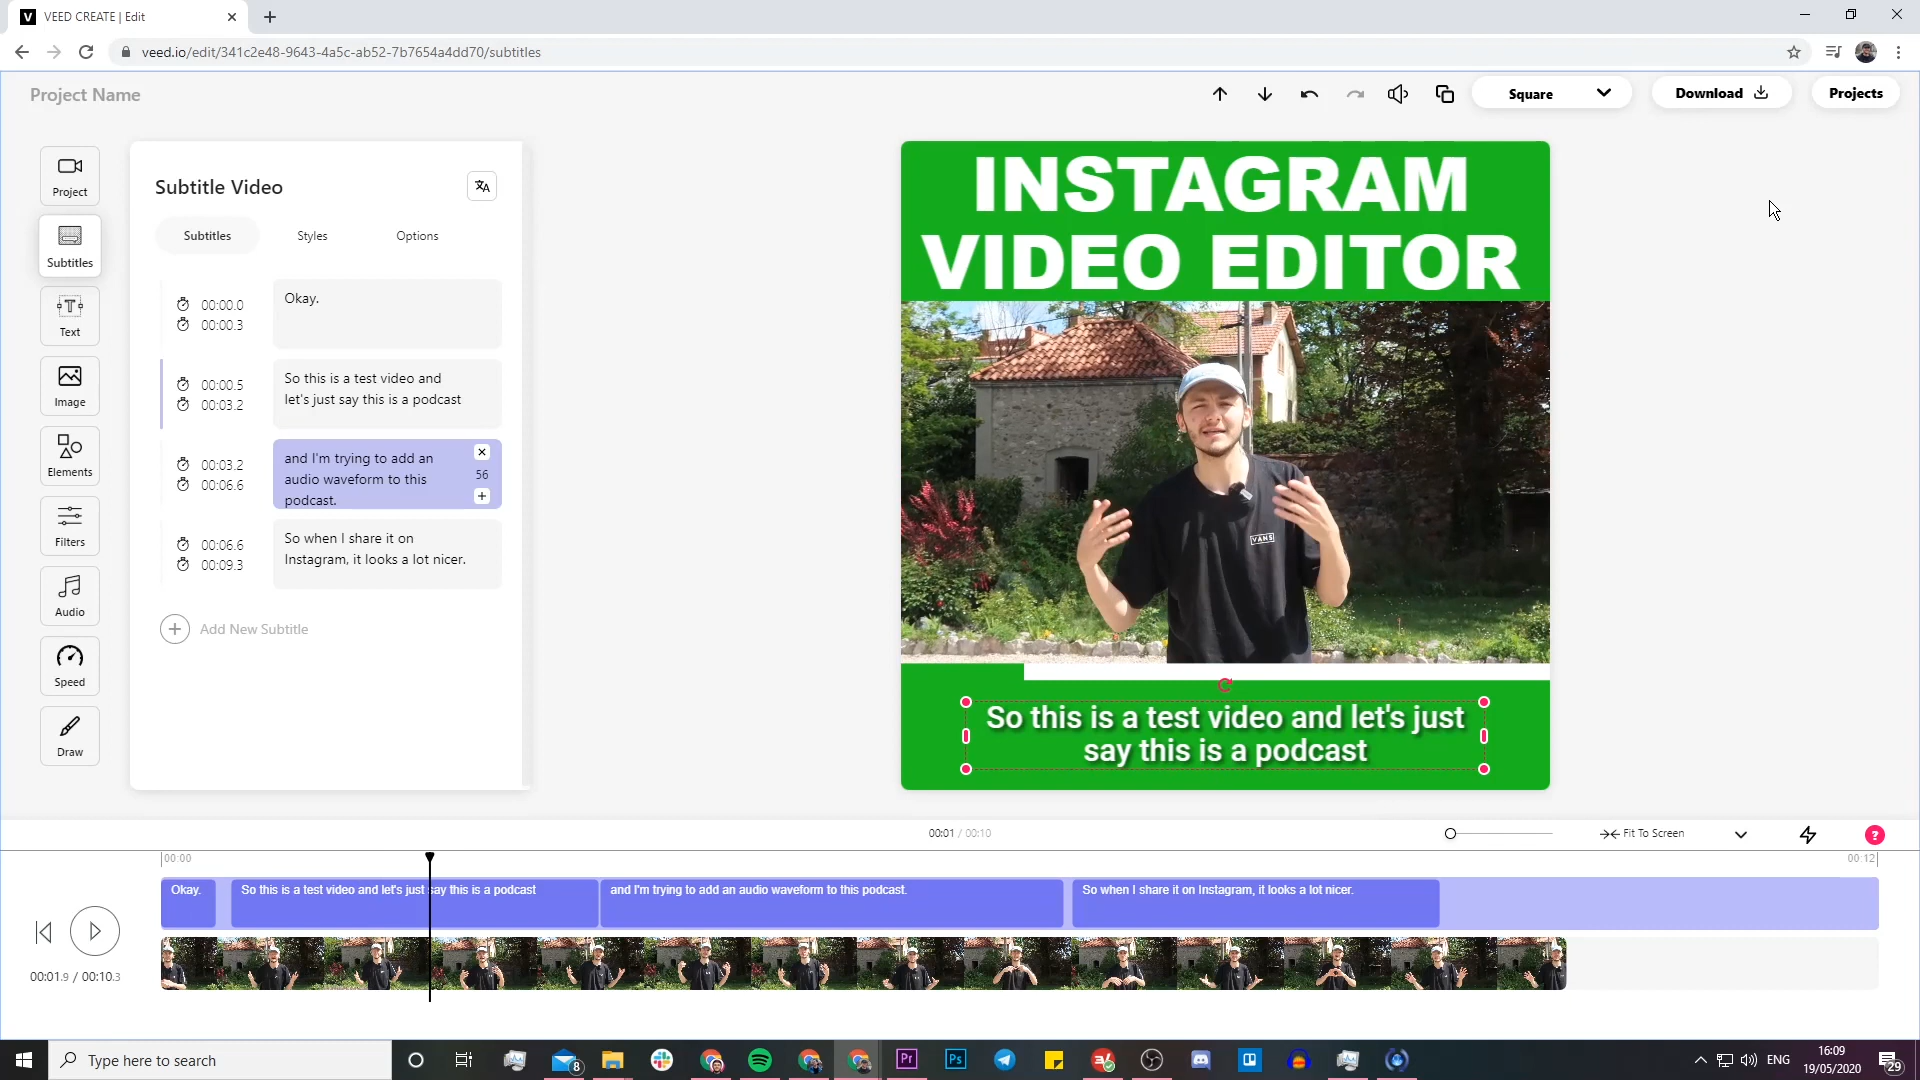 VEED CREATE | Edit
veed.io/edit/341c2e48-9643-4a5c-ab52-7b7654a4dd70/subtitles
Project Name
Square
Download
Projects
Project
Subtitles
Text
Image
Elements
Filters
Audio
Speed
Draw
Subtitle Video
Subtitles Styles Options
00:00.0
00:00.3
Okay.
00:00.5
00:03.2
So this is a test video and
let's just say this is a podcast
00:03.2
00:06.6
and I'm trying to add an
audio waveform to this
podcast.
56
00:06.6
00:09.3
So when I share it on
Instagram, it looks a lot nicer.
Add New Subtitle
INSTAGRAM
VIDEO EDITOR
VANS
So this is a test video and let's just
say this is a podcast
00:01 / 00:10
Fit To Screen
?
00:00
00:12
Okay.
So this is a test video and let's just say this is a podcast
and I'm trying to add an audio waveform to this podcast.
So when I share it on Instagram, it looks a lot nicer.
00:01.9 / 00:10.3
Type here to search
8
Pr
Ps
ENG
16:09
19/05/2020
29